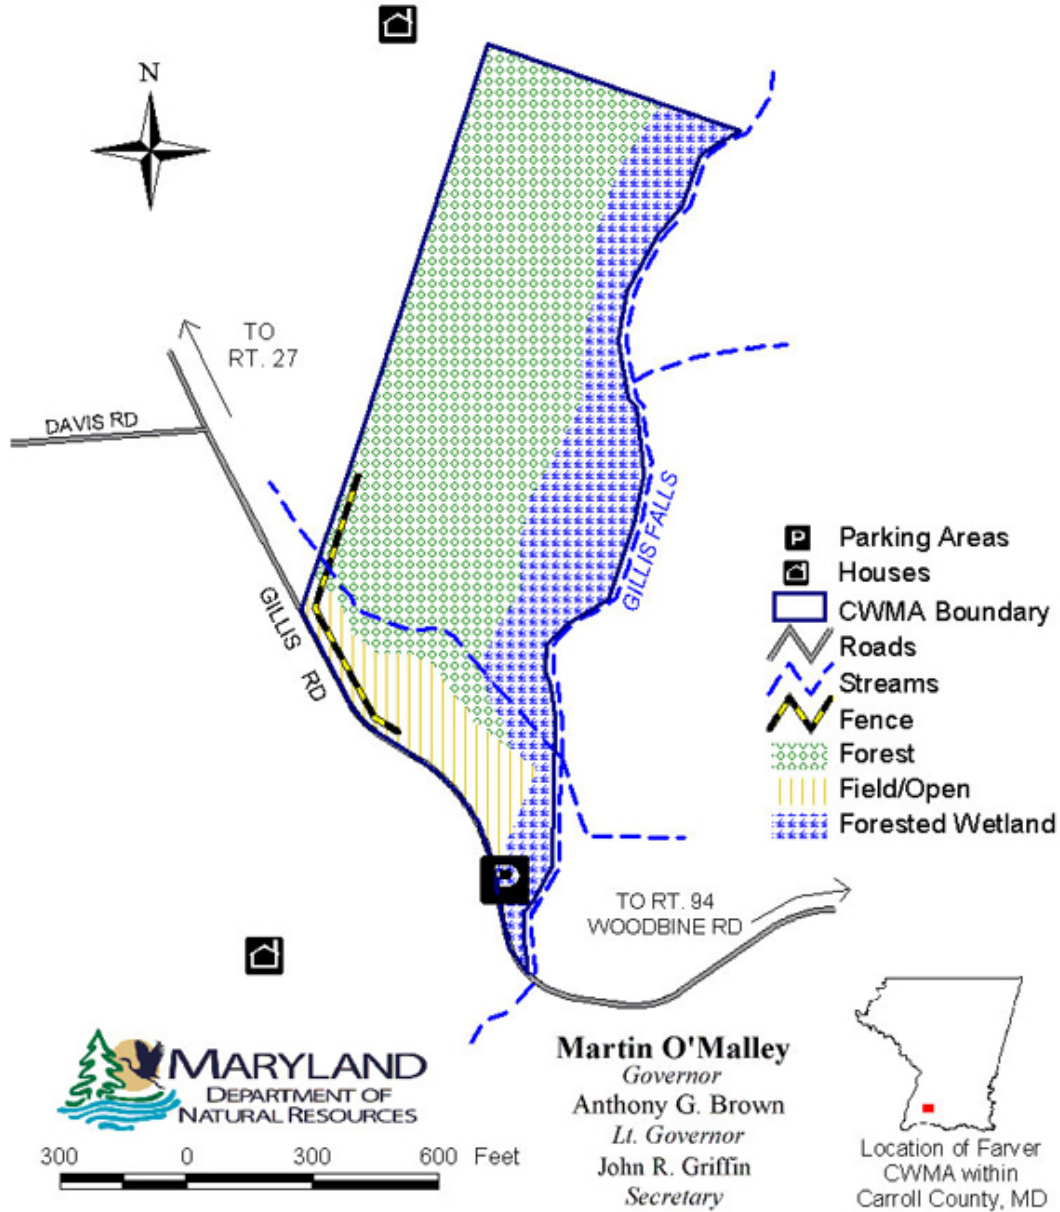 N
TO
RT. 27
DAVIS RD
GILLIS RD
GILLIS FALLS
P
Parking Areas
Houses
CWMA Boundary
Roads
Streams
Fence
Forest
Field/Open
Forested Wetland
P
TO RT. 94
WOODBINE RD
MARYLAND
DEPARTMENT OF
NATURAL RESOURCES
300 0 300 600 Feet
Martin O'Malley
Governor
Anthony G. Brown
Lt. Governor
John R. Griffin
Secretary
Location of Farver
CWMA within
Carroll County, MD